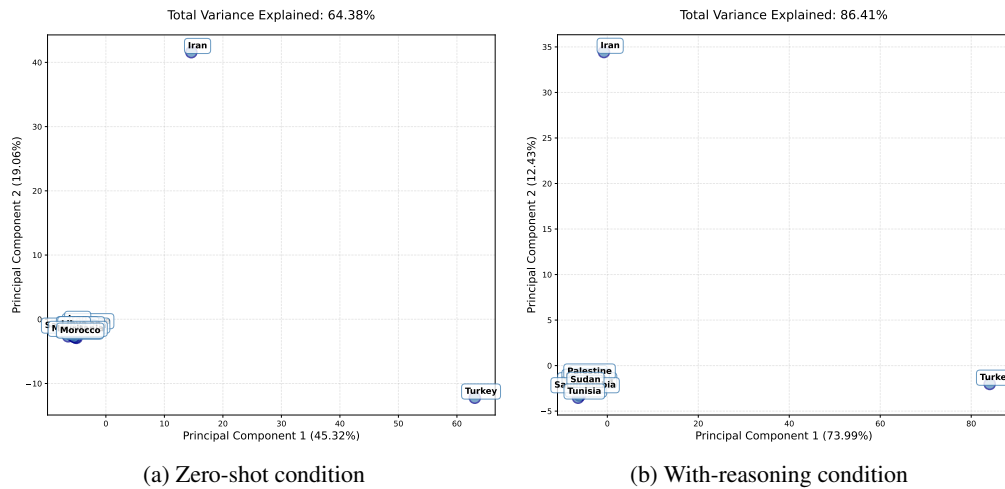 Total Variance Explained: 64.38%
Iran
40
30
20
10
0
−10
Principal Component 2 (19.06%)
Morocco
Turkey
0 10 20 30 40 50 60
Principal Component 1 (45.32%)
(a) Zero-shot condition
Total Variance Explained: 86.41%
Iran
35
30
25
20
15
10
5
0
−5
Principal Component 2 (12.43%)
Palestine
Sudan
Tunisia
Turke
0 20 40 60 80
Principal Component 1 (73.99%)
(b) With-reasoning condition